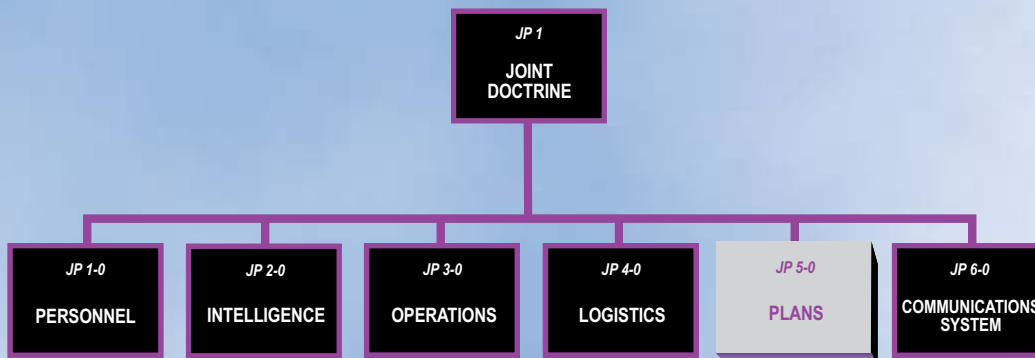 JP 1
JOINT
DOCTRINE
JP 1-0
PERSONNEL
JP 2-0
INTELLIGENCE
JP 3-0
OPERATIONS
JP 4-0
LOGISTICS
JP 5-0
PLANS
JP 6-0
COMMUNICATIONS
SYSTEM